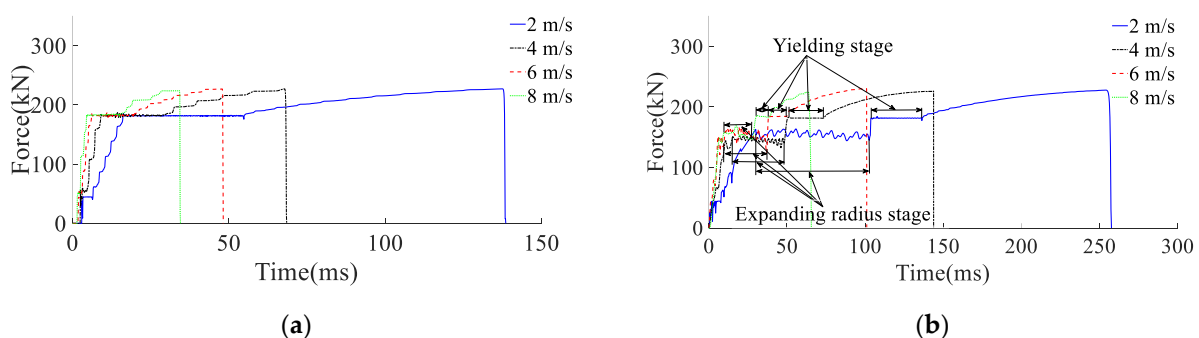 Force(kN)
300
200
100
0
0
50
100
150
Time(ms)
2 m/s
4 m/s
6 m/s
8 m/s
(a)
Force(kN)
300
200
100
0
0
50
100
150
200
250
300
Time(ms)
Yielding stage
Expanding radius stage
2 m/s
4 m/s
6 m/s
8 m/s
(b)